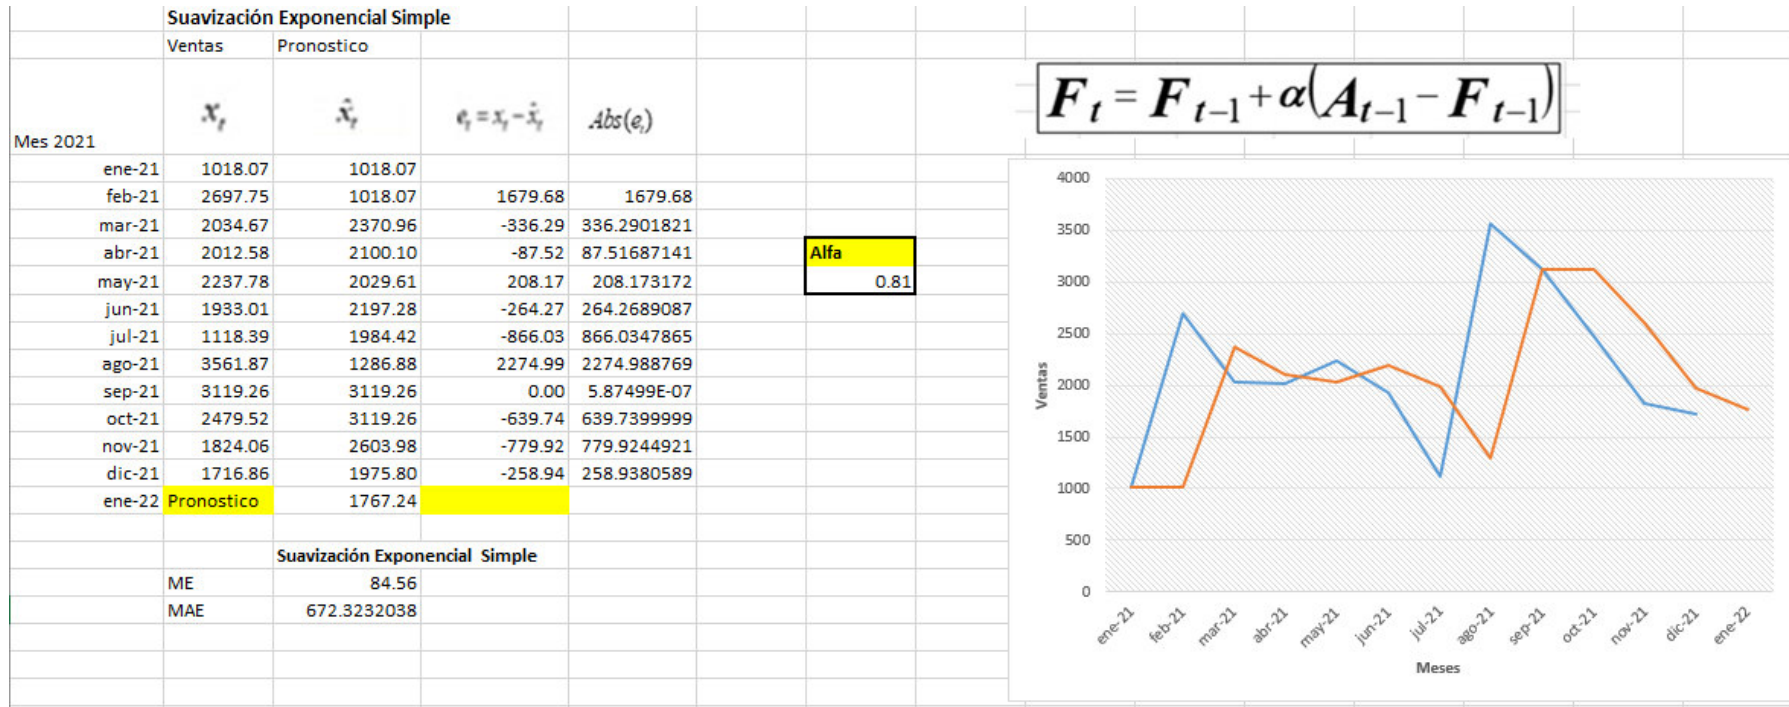 Suavización Exponencial Simple
Ventas Pronostico
Mes 2021 xₜ x̂ₜ eₜ = xₜ − x̂ₜ Abs(eₜ)
Fₜ = Fₜ₋₁ + α(Aₜ₋₁ − Fₜ₋₁)
ene-21 1018.07 1018.07
feb-21 2697.75 1018.07 1679.68 1679.68
mar-21 2034.67 2370.96 -336.29 336.2901821
abr-21 2012.58 2100.10 -87.52 87.51687141
may-21 2237.78 2029.61 208.17 208.173172
jun-21 1933.01 2197.28 -264.27 264.2689087
jul-21 1118.39 1984.42 -866.03 866.0347865
ago-21 3561.87 1286.88 2274.99 2274.988769
sep-21 3119.26 3119.26 0.00 5.87499E-07
oct-21 2479.52 3119.26 -639.74 639.7399999
nov-21 1824.06 2603.98 -779.92 779.9244921
dic-21 1716.86 1975.80 -258.94 258.9380589
ene-22 Pronostico 1767.24
Alfa
0.81
Suavización Exponencial Simple
ME 84.56
MAE 672.3232038
4000
3500
3000
2500
2000
1500
1000
500
0
Ventas
ene-21 feb-21 mar-21 abr-21 may-21 jun-21 jul-21 ago-21 sep-21 oct-21 nov-21 dic-21 ene-22
Meses